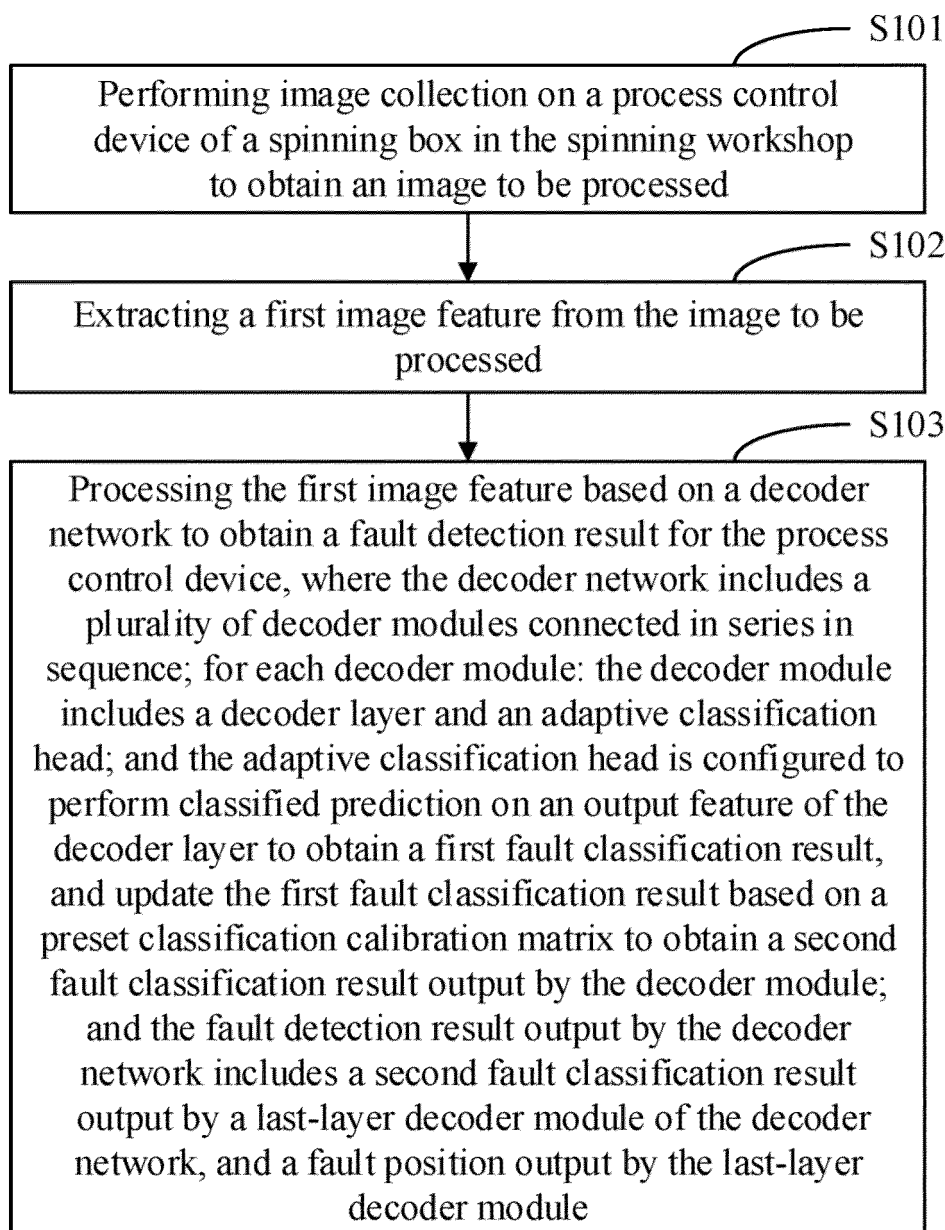 S101
Performing image collection on a process control
device of a spinning box in the spinning workshop
to obtain an image to be processed
S102
Extracting a first image feature from the image to be
processed
S103
Processing the first image feature based on a decoder
network to obtain a fault detection result for the process
control device, where the decoder network includes a
plurality of decoder modules connected in series in
sequence; for each decoder module: the decoder module
includes a decoder layer and an adaptive classification
head; and the adaptive classification head is configured to
perform classified prediction on an output feature of the
decoder layer to obtain a first fault classification result,
and update the first fault classification result based on a
preset classification calibration matrix to obtain a second
fault classification result output by the decoder module;
and the fault detection result output by the decoder
network includes a second fault classification result
output by a last-layer decoder module of the decoder
network, and a fault position output by the last-layer
decoder module